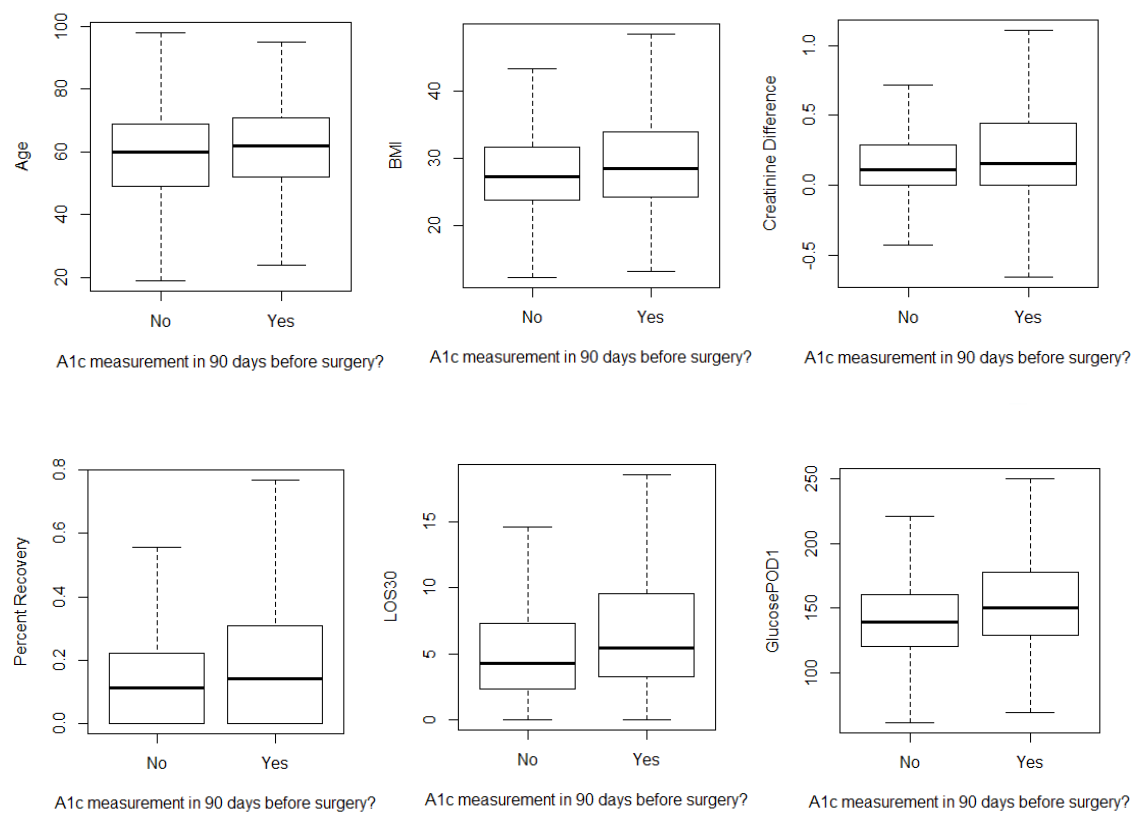 Age
100
80
60
40
20
No Yes
A1c measurement in 90 days before surgery?
BMI
40
30
20
No Yes
A1c measurement in 90 days before surgery?
Creatinine Difference
1.0
0.5
0.0
-0.5
No Yes
A1c measurement in 90 days before surgery?
Percent Recovery
0.8
0.6
0.4
0.2
0.0
No Yes
A1c measurement in 90 days before surgery?
LOS30
15
10
5
0
No Yes
A1c measurement in 90 days before surgery?
GlucosePOD1
250
200
150
100
No Yes
A1c measurement in 90 days before surgery?